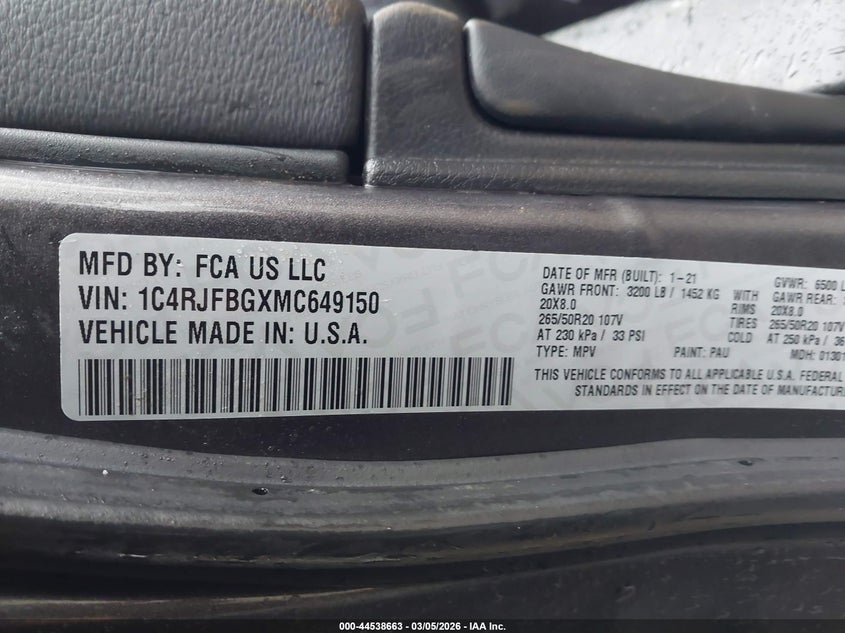 MFD BY: FCA US LLC
VIN: 1C4RJFBGXMC649150
VEHICLE MADE IN: U.S.A.
DATE OF MFR (BUILT): 1-21
GVWR: 6500 L
GAWR FRONT: 3200 LB / 1452 KG
GAWR REAR:
20X8.0
RIMS
20X8.0
265/50R20 107V
TIRES
265/50R20 107V
AT 230 kPa / 33 PSI
COLD
AT 250 kPa / 36
TYPE: MPV
PAINT: PAU
MDH: 01301
THIS VEHICLE CONFORMS TO ALL APPLICABLE U.S.A. FEDERAL
STANDARDS IN EFFECT ON THE DATE OF MANUFACTUR
000-44538663 - 03/05/2026 - IAA Inc.